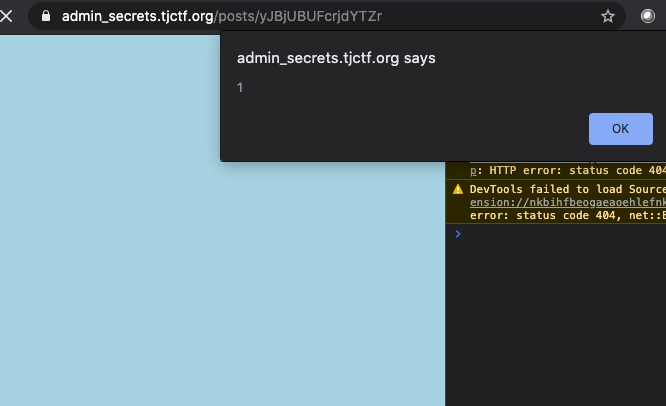 admin_secrets.tjctf.org/posts/yJBjUBUFcrjdYTZr
admin_secrets.tjctf.org says
1
OK
p: HTTP error: status code 404
DevTools failed to load Source
ension://nkbihfbeogaeaoehlefnk
error: status code 404, net::E
>